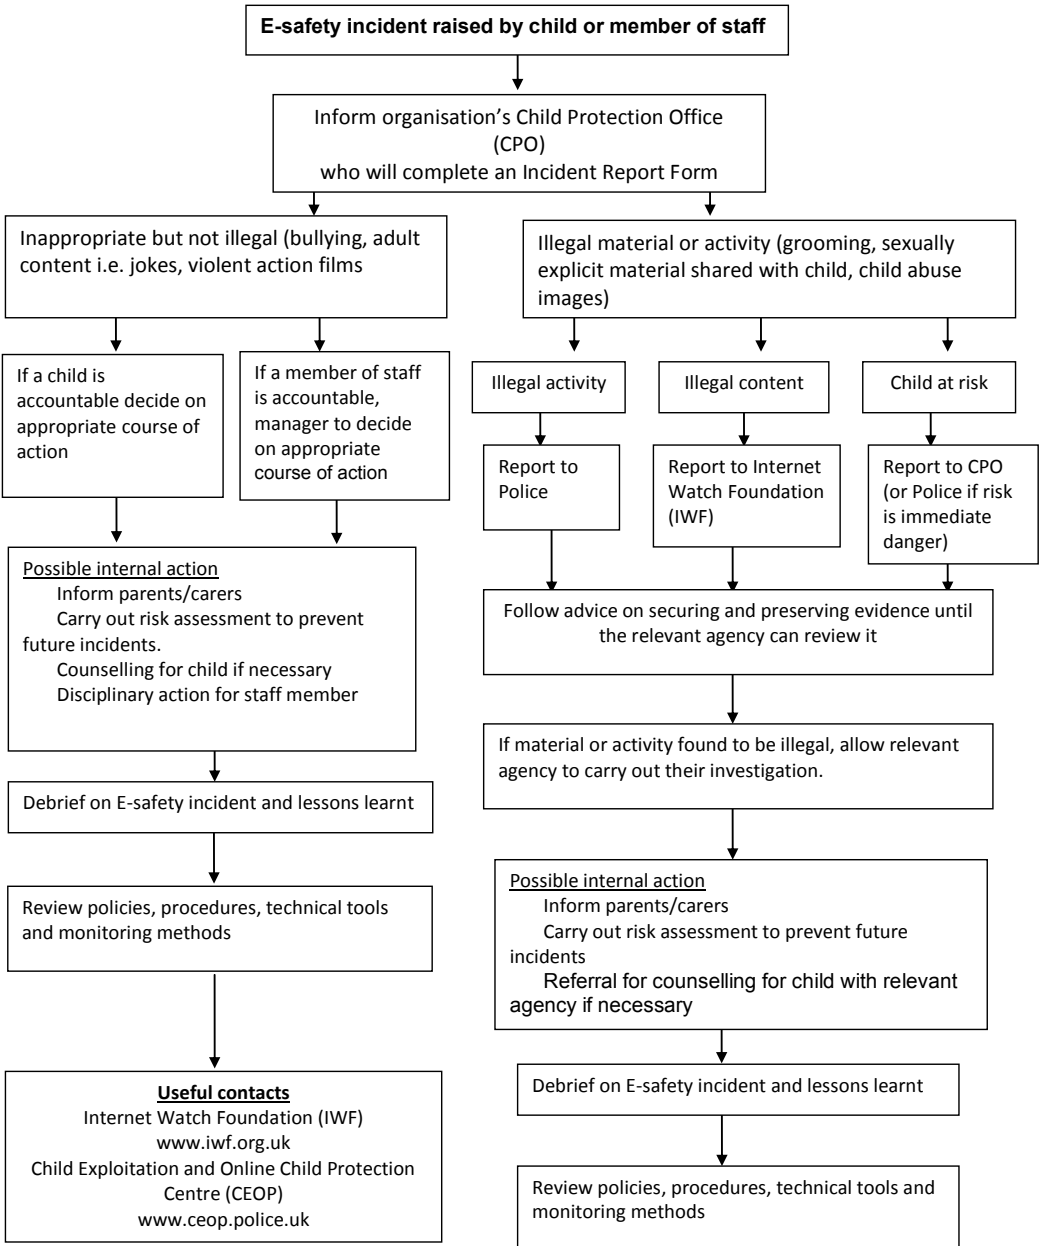 E-safety incident raised by child or member of staff
Inform organisation’s Child Protection Office
(CPO)
who will complete an Incident Report Form
Inappropriate but not illegal (bullying, adult
content i.e. jokes, violent action films
Illegal material or activity (grooming, sexually
explicit material shared with child, child abuse
images)
If a child is
accountable decide on
appropriate course of
action
If a member of staff
is accountable,
manager to decide
on appropriate
course of action
Illegal activity
Illegal content
Child at risk
Report to
Police
Report to Internet
Watch Foundation
(IWF)
Report to CPO
(or Police if risk
is immediate
danger)
Possible internal action
Inform parents/carers
Carry out risk assessment to prevent
future incidents.
Counselling for child if necessary
Disciplinary action for staff member
Follow advice on securing and preserving evidence until
the relevant agency can review it
If material or activity found to be illegal, allow relevant
agency to carry out their investigation.
Debrief on E-safety incident and lessons learnt
Review policies, procedures, technical tools
and monitoring methods
Possible internal action
Inform parents/carers
Carry out risk assessment to prevent future
incidents
Referral for counselling for child with relevant
agency if necessary
Useful contacts
Internet Watch Foundation (IWF)
www.iwf.org.uk
Child Exploitation and Online Child Protection
Centre (CEOP)
www.ceop.police.uk
Debrief on E-safety incident and lessons learnt
Review policies, procedures, technical tools and
monitoring methods